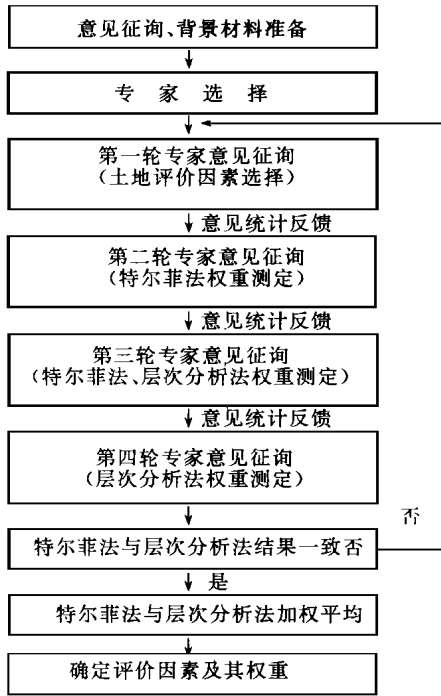 意见征询、背景材料准备
专 家 选 择
第一轮专家意见征询
（土地评价因素选择）
意见统计反馈
第二轮专家意见征询
（特尔菲法权重测定）
意见统计反馈
第三轮专家意见征询
（特尔菲法、层次分析法权重测定）
意见统计反馈
第四轮专家意见征询
（层次分析法权重测定）
否
特尔菲法与层次分析法结果一致否
是
特尔菲法与层次分析法加权平均
确定评价因素及其权重